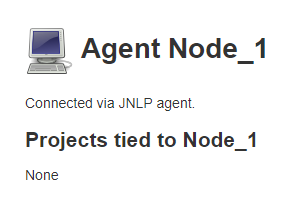 Agent Node_1
Connected via JNLP agent.
Projects tied to Node_1
None